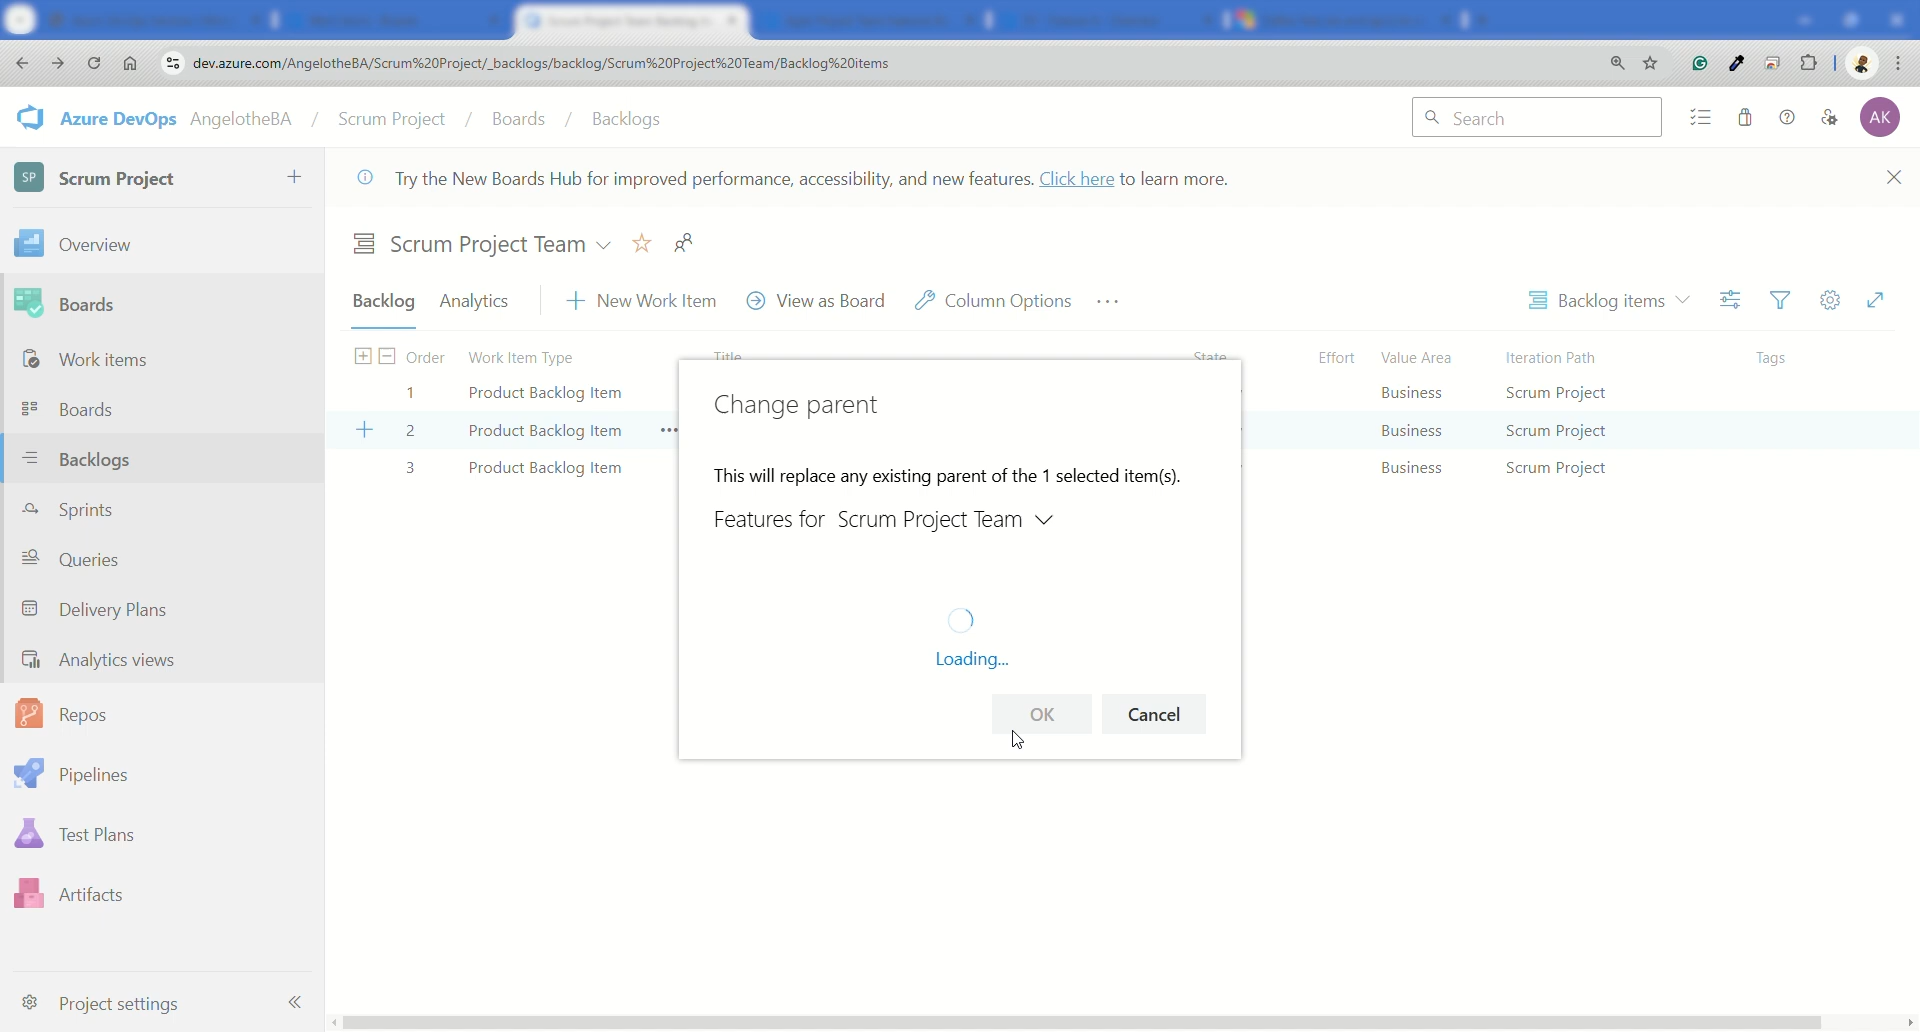 dev.azure.com/AngelotheBA/Scrum%20Project/_backlogs/backlog/Scrum%20Project%20Team/Backlog%20items
Azure DevOps AngelotheBA / Scrum Project / Boards / Backlogs
Search
AK
SP Scrum Project
Try the New Boards Hub for improved performance, accessibility, and new features. Click here to learn more.
Overview
Boards
Work items
Boards
Backlogs
Sprints
Queries
Delivery Plans
Analytics views
Repos
Pipelines
Test Plans
Artifacts
Project settings
Scrum Project Team
Backlog Analytics New Work Item View as Board Column Options
Backlog items
Order Work Item Type Title State Effort Value Area Iteration Path Tags
1 Product Backlog Item Business Scrum Project
2 Product Backlog Item Business Scrum Project
3 Product Backlog Item Business Scrum Project
Change parent
This will replace any existing parent of the 1 selected item(s).
Features for Scrum Project Team
Loading...
OK Cancel